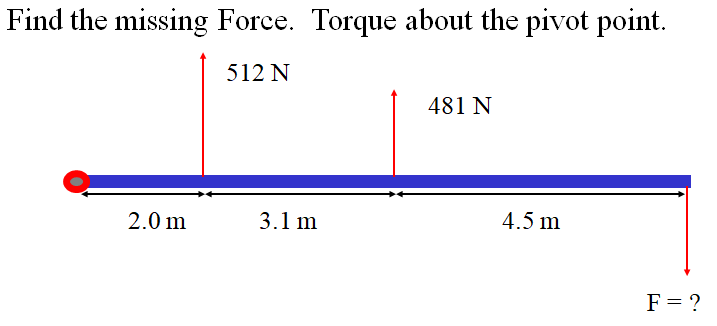 Find the missing Force.  Torque about the pivot point.
512 N
481 N
2.0 m
3.1 m
4.5 m
F = ?